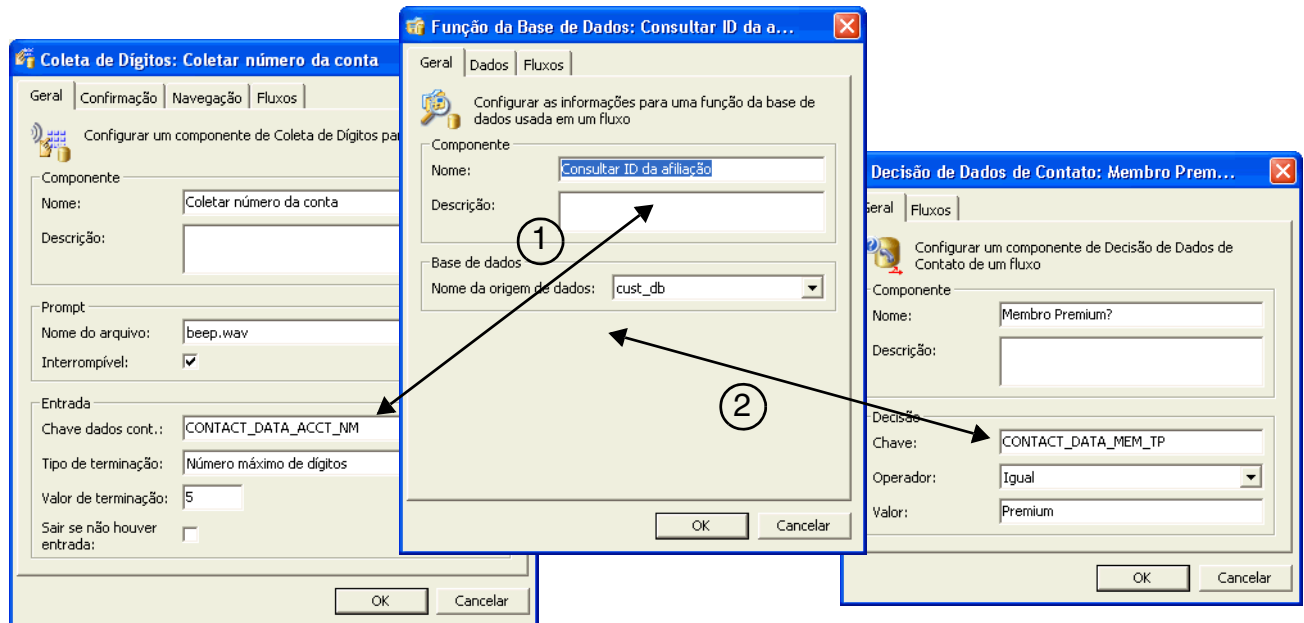 Coleta de Dígitos: Coletar número da conta
Geral
Confirmação
Navegação
Fluxos
Configurar um componente de Coleta de Dígitos
Componente
Nome:
Coletar número da conta
Descrição:
Prompt
Nome do arquivo:
beep.wav
Interrompível:
Entrada
Chave dados cont.:
CONTACT_DATA_ACCT_NM
Tipo de terminação:
Número máximo de dígitos
Valor de terminação:
5
Sair se não houver
entrada:
OK
Cancelar
Função da Base de Dados: Consultar ID da a...
Geral
Dados
Fluxos
Configurar as informações para uma função da base de
dados usada em um fluxo
Componente
Nome:
Consultar ID da afiliação
Descrição:
1
Base de dados
Nome da origem de dados:
cust_db
2
OK
Cancelar
Decisão de Dados de Contato: Membro Prem...
Geral
Fluxos
Configurar um componente de Decisão de Dados de
Contato de um fluxo
Componente
Nome:
Membro Premium?
Descrição:
Decisão
Chave:
CONTACT_DATA_MEM_TP
Operador:
Igual
Valor:
Premium
OK
Cancelar